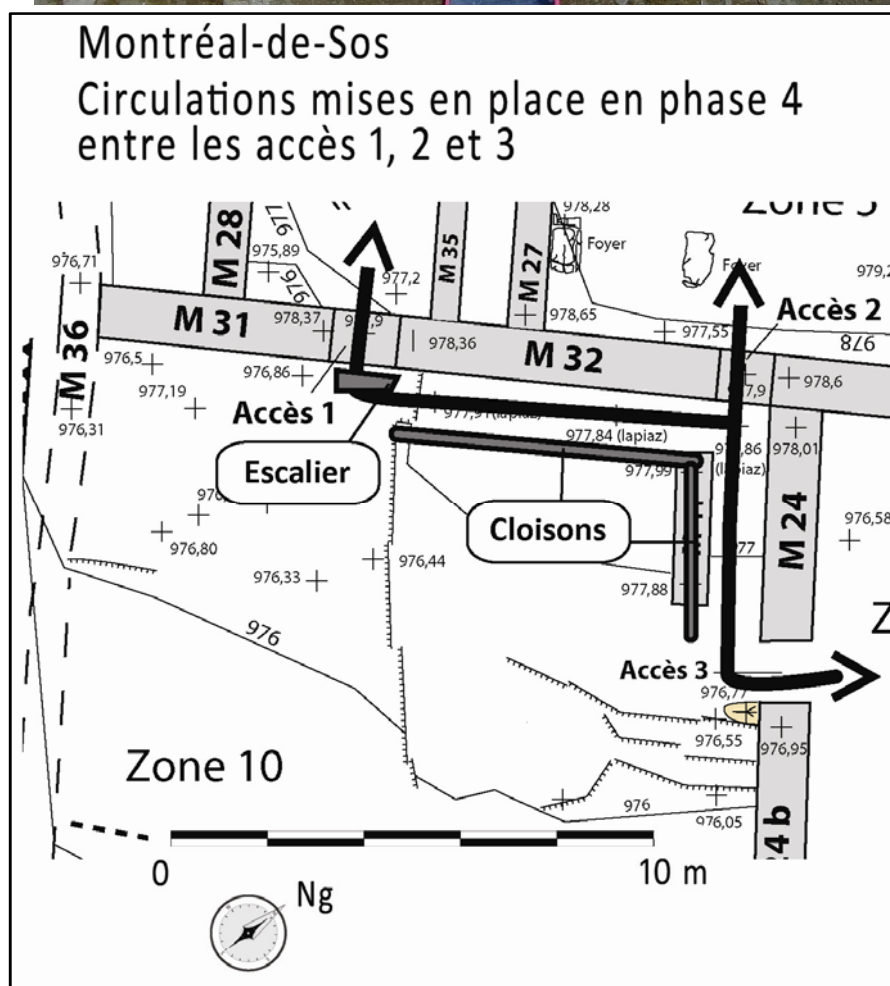 Montréal-de-Sos
Circulations mises en place en phase 4
entre les accès 1, 2 et 3
978,28
Foyer
Foyer
M 28
977
975,89
976
M 35
M 27
976,71
977,2
979,2
978,65
Accès 2
M 31
978,37
977,55
978
M 36
978,36
M 32
976,5
976,86
978,6
977,19
Accès 1
976,31
977,84 (lapiaz)
978,01
(lapiaz)
Escalier
977,99
Cloisons
M 24
976,58
976,80
976,44
977
976,33
977,88
976
Accès 3
976,77
976,55
976,95
Zone 10
976
976,05
0
10 m
Ng